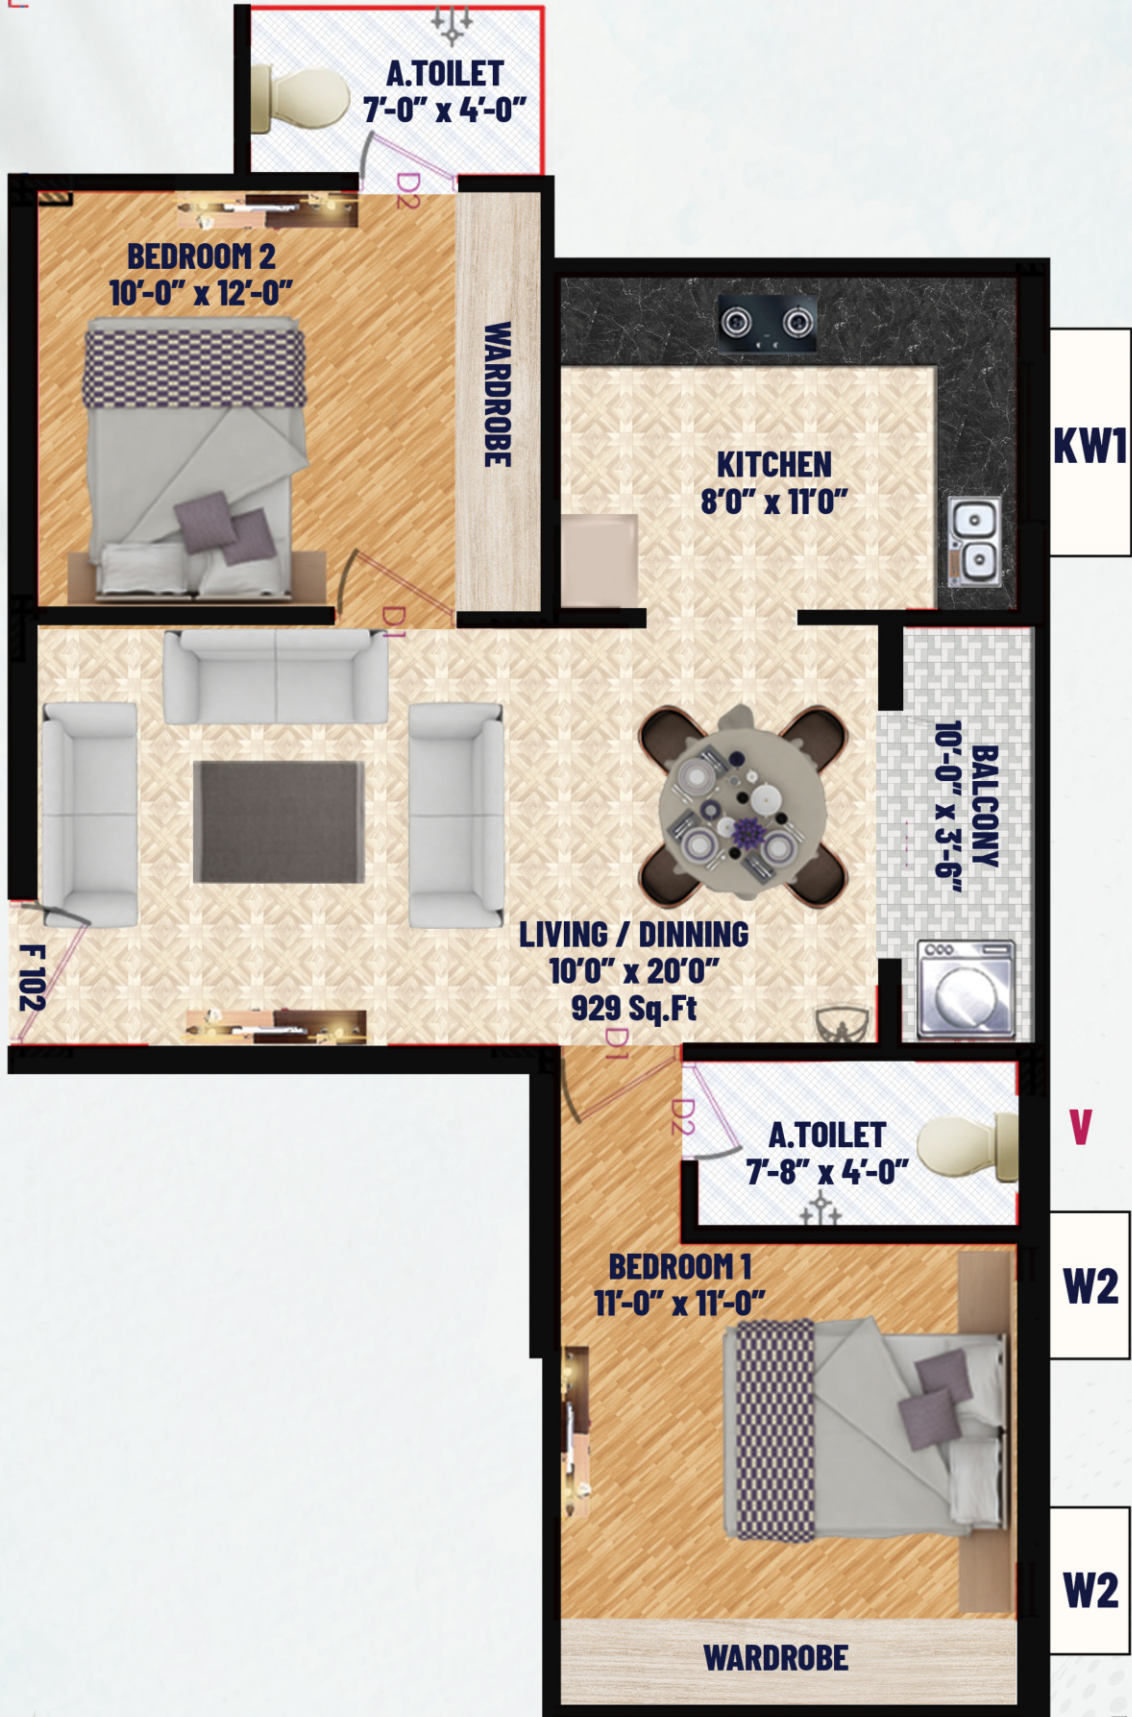 A.TOILET
7'-0" x 4'-0"
D2
BEDROOM 2
10'-0" x 12'-0"
WARDROBE
KITCHEN
8'0" x 11'0"
KW1
D1
BALCONY
10'-0" x 3'-6"
LIVING / DINNING
10'0" x 20'0"
929 Sq.Ft
F 102
D1
D2
A.TOILET
7'-8" x 4'-0"
V
BEDROOM 1
11'-0" x 11'-0"
W2
W2
WARDROBE